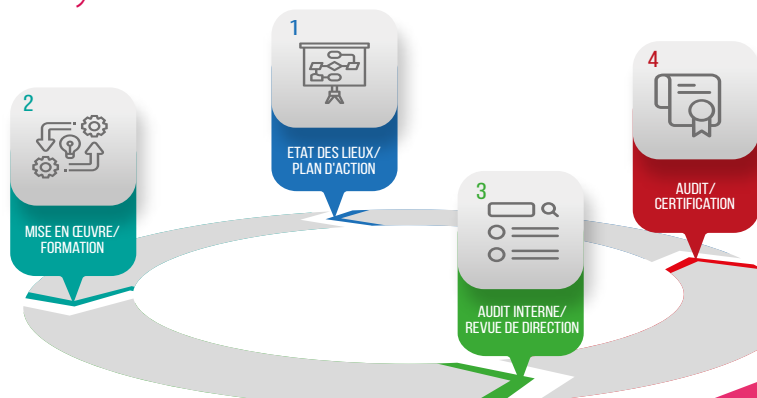 1
ETAT DES LIEUX/
PLAN D'ACTION
2
MISE EN ŒUVRE/
FORMATION
3
AUDIT INTERNE/
REVUE DE DIRECTION
4
AUDIT/
CERTIFICATION